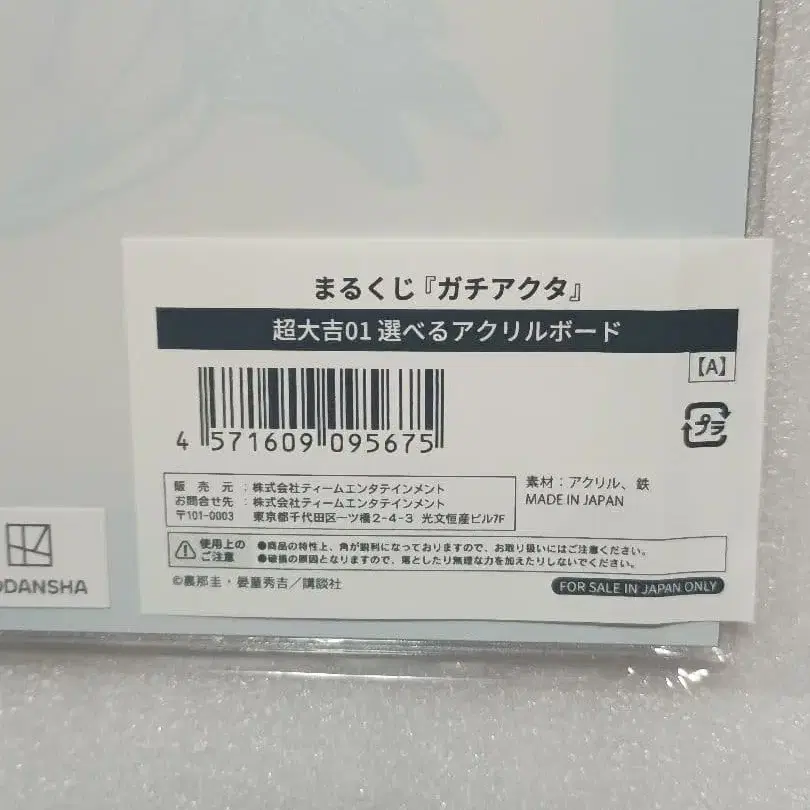 まるくじ『ガチアクタ』
超大吉01 選べるアクリルボード
【A】
4 571609 095675
プラ
販売元：株式会社ティームエンタテインメント
お問合せ先：株式会社ティームエンタテインメント
〒101-0003 東京都千代田区一ツ橋2-4-3 光文恒産ビル7F
素材：アクリル、鉄
MADE IN JAPAN
使用上のご注意
●商品の特性上、角が鋭利になっておりますので、お取り扱いにはご注意ください。
●破損の原因となりますので、落としたり無理な力を加えたりしないでください。
©裏那圭・晏童秀吉／講談社
FOR SALE IN JAPAN ONLY
ODANSHA